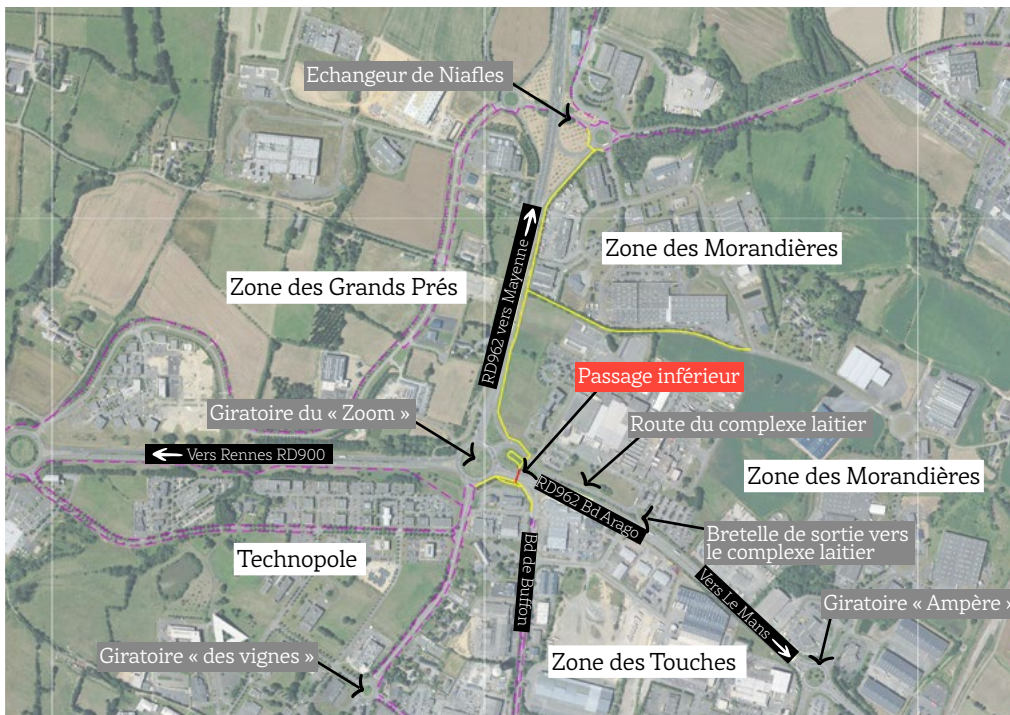 Echangeur de Niafles
Zone des Morandières
Zone des Grands Prés
RD962 vers Mayenne
Passage inférieur
Giratoire du « Zoom »
Route du complexe laitier
Vers Rennes RD900
Zone des Morandières
RD962 Bd Arago
Bretelle de sortie vers
le complexe laitier
Technopole
Bd de Buffon
Vers Le Mans
Giratoire « Ampère »
Giratoire « des vignes »
Zone des Touches